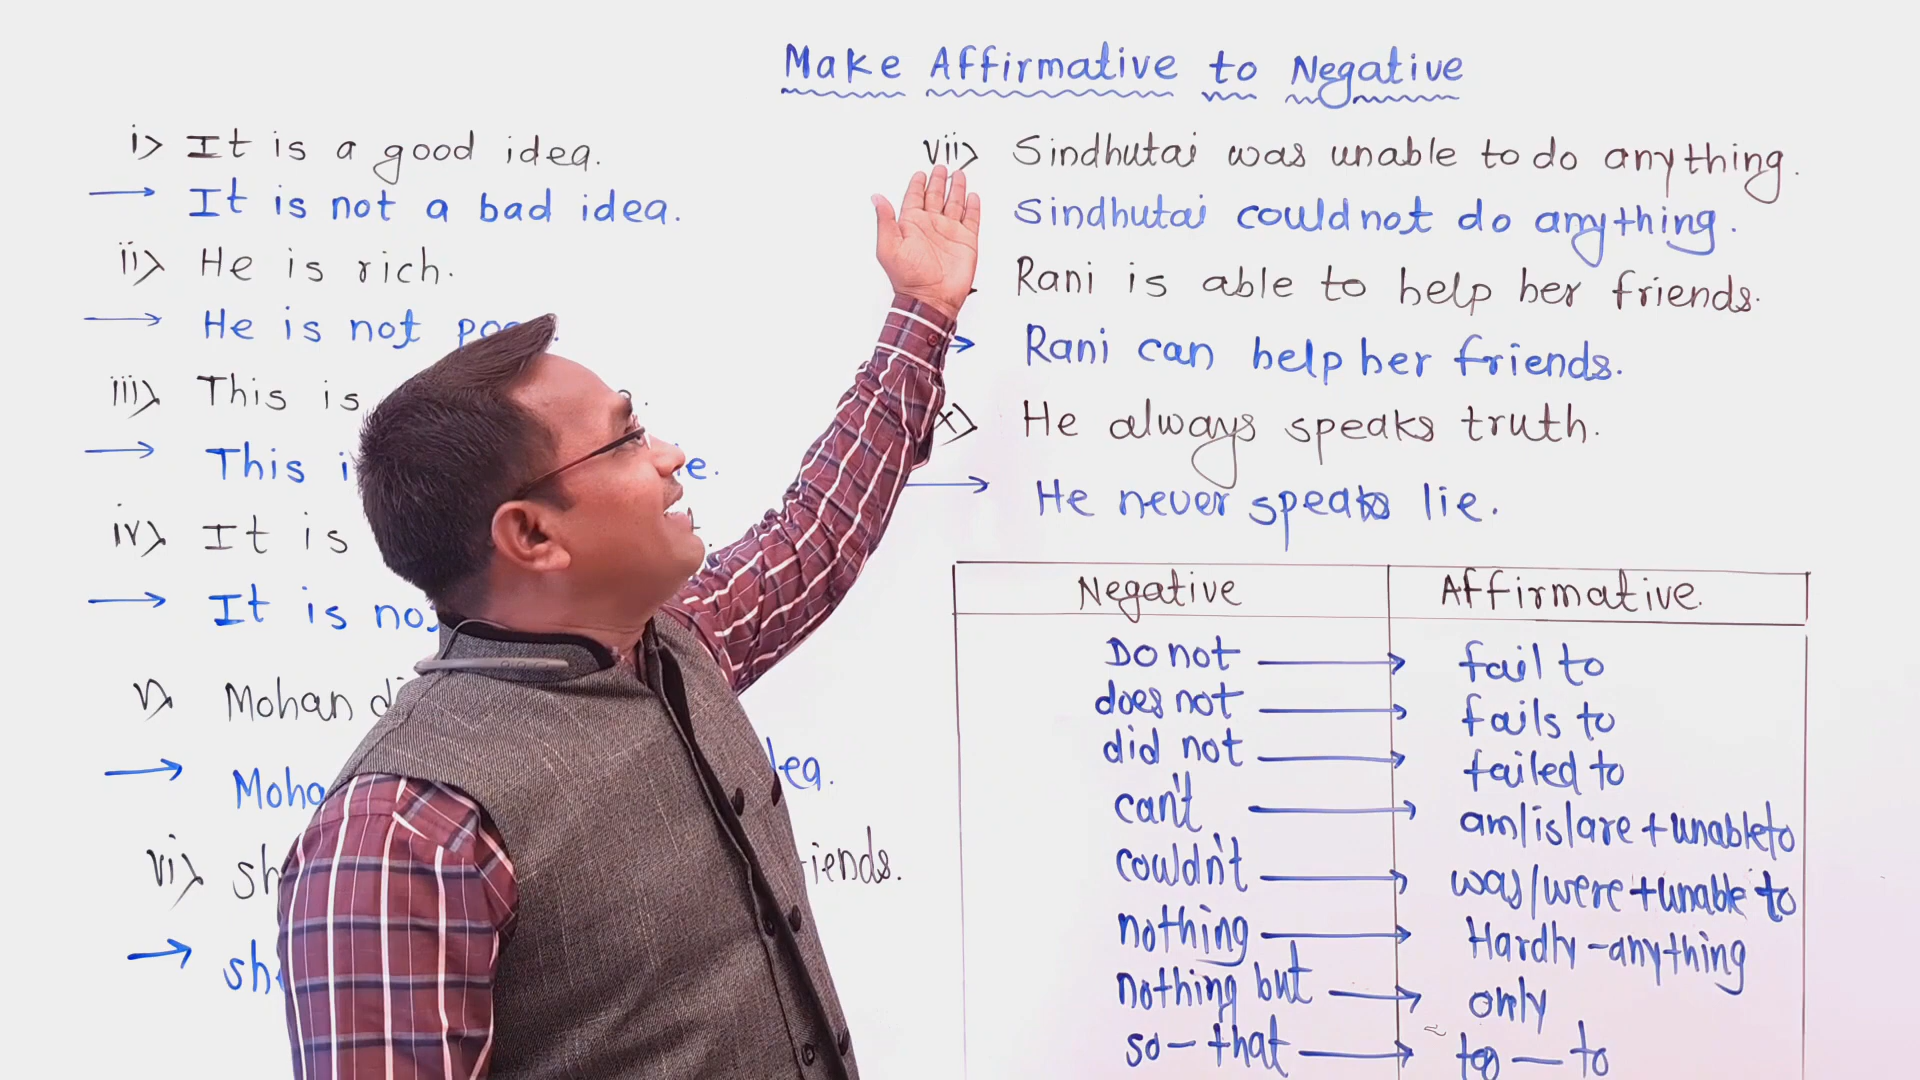 Make Affirmative to Negative
i) It is a good idea.
→ It is not a bad idea.
ii) He is rich.
→ He is not
iii) This is
→ This
iv) It is
→ It is
v) Mohan
→
vi)
→
vii) Sindhutai was unable to do anything.
Sindhutai could not do anything.
Rani is able to help her friends.
→ Rani can help her friends.
x) He always speaks truth.
→ He never speaks lie.
Negative Affirmative.
Do not → fail to
does not → fails to
did not → failed to
can't → am/is/are + unable to
couldn't → was/were + unable to
nothing → Hardly - anything
nothing but → only
so - that → too - to